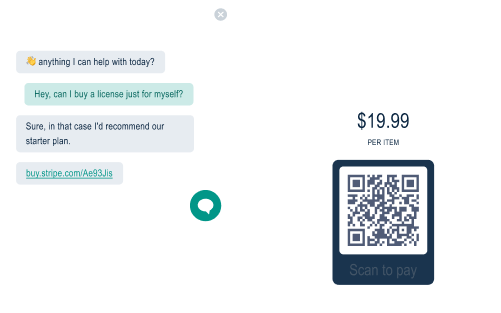 👋 anything I can help with today?
Hey, can I buy a license just for myself?
Sure, in that case I'd recommend our
starter plan.
buy.stripe.com/Ae93Jis
$19.99
PER ITEM
Scan to pay